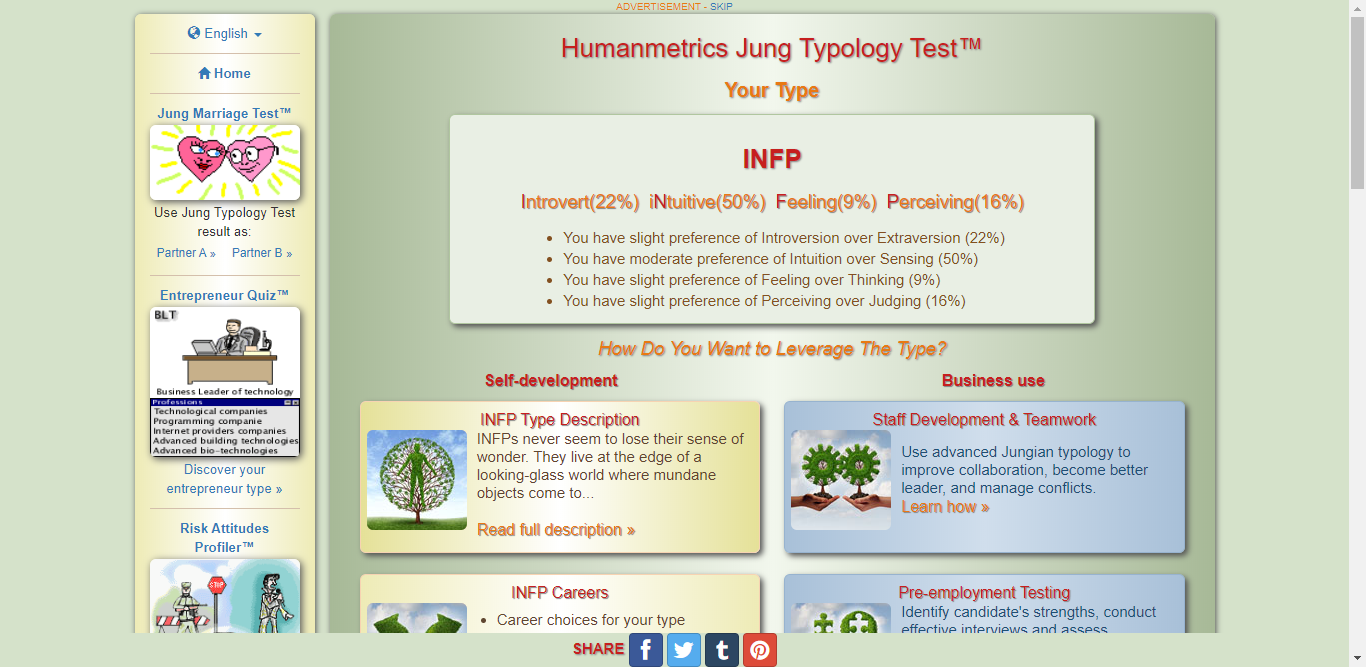 ADVERTISEMENT - SKIP
English
Home
Jung Marriage Test™
Use Jung Typology Test
result as:
Partner A » Partner B »
Entrepreneur Quiz™
BLT
Business Leader of technology
Professions
Technological companies
Programming companie
Internet providers companies
Advanced building technologies
Advanced bio-technologies
Discover your
entrepreneur type »
Risk Attitudes
Profiler™
STOP
Humanmetrics Jung Typology Test™
Your Type
INFP
Introvert(22%) iNtuitive(50%) Feeling(9%) Perceiving(16%)
• You have slight preference of Introversion over Extraversion (22%)
• You have moderate preference of Intuition over Sensing (50%)
• You have slight preference of Feeling over Thinking (9%)
• You have slight preference of Perceiving over Judging (16%)
How Do You Want to Leverage The Type?
Self-development
INFP Type Description
INFPs never seem to lose their sense of
wonder. They live at the edge of a
looking-glass world where mundane
objects come to...
Read full description »
INFP Careers
• Career choices for your type
Business use
Staff Development & Teamwork
Use advanced Jungian typology to
improve collaboration, become better
leader, and manage conflicts.
Learn how »
Pre-employment Testing
Identify candidate's strengths, conduct
effective interviews and assess
SHARE